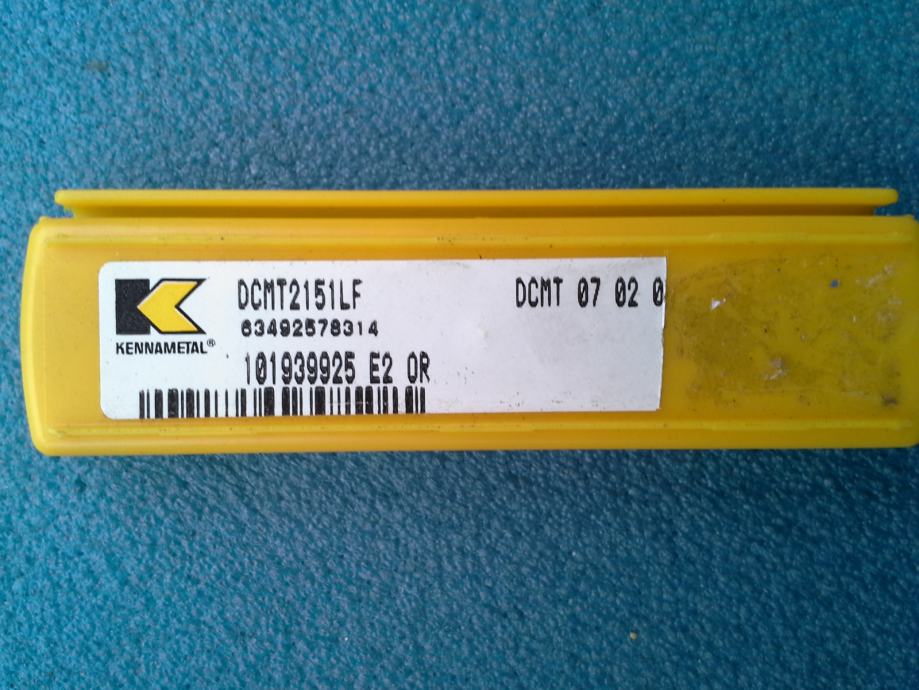 DCMT2151LF
DCMT 07 02 0
63492578314
KENNAMETAL®
101939925 E2 OR